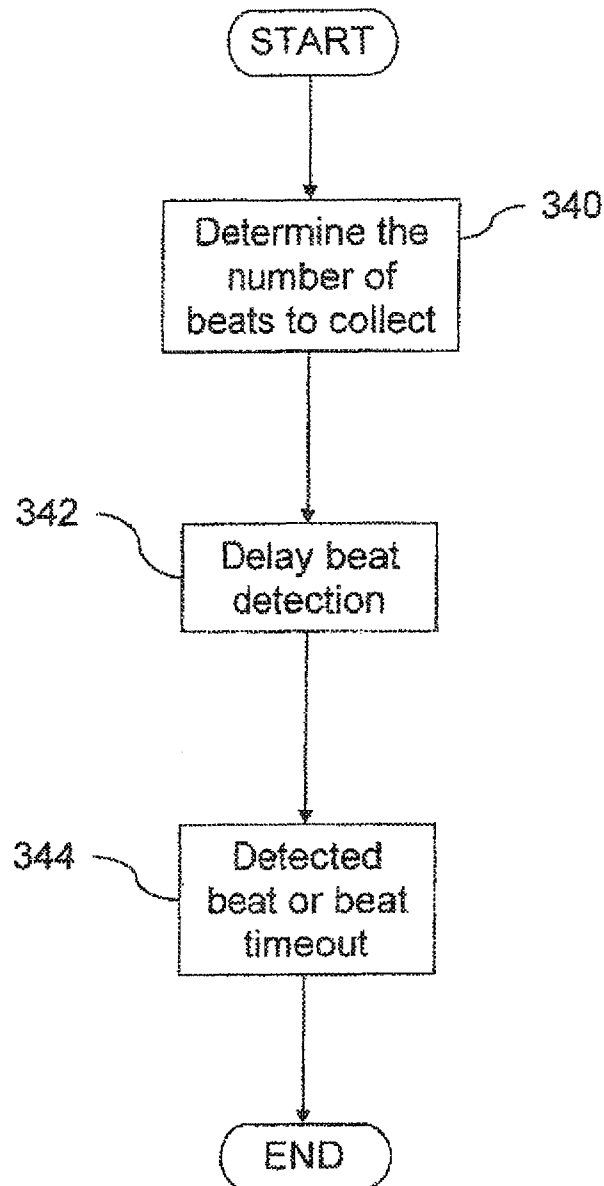 START
340
Determine the
number of
beats to collect
342
Delay beat
detection
344
Detected
beat or beat
timeout
END